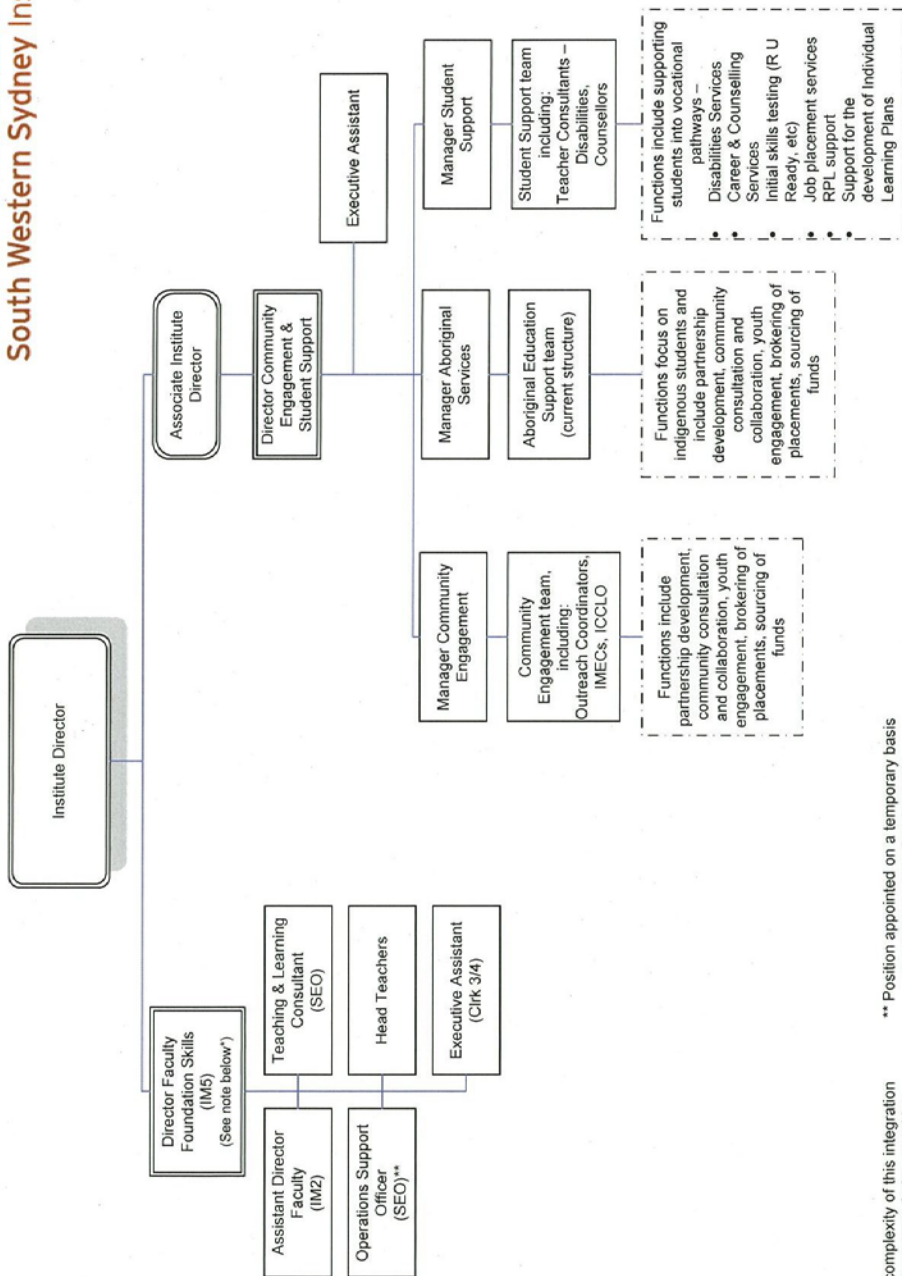 South Western Sydney Ins
Institute Director
Director Faculty
Foundation Skills
(IM5)
(See note below*)
Assistant Director
Faculty
(IM2)
Teaching & Learning
Consultant
(SEO)
Operations Support
Officer
(SEO)**
Head Teachers
Executive Assistant
(Clrk 3/4)
Associate Institute
Director
Director Community
Engagement &
Student Support
Executive Assistant
Manager Community
Engagement
Community
Engagement team,
including:
Outreach Coordinators,
IMECs, ICCLO
Functions include
partnership development,
community consultation
and collaboration, youth
engagement, brokering of
placements, sourcing of
funds
Manager Aboriginal
Services
Aboriginal Education
Support team
(current structure)
Functions focus on
indigenous students and
include partnership
development, community
consultation and
collaboration, youth
engagement, brokering of
placements, sourcing of
funds
Manager Student
Support
Student Support team
including:
Teacher Consultants –
Disabilities,
Counsellors
Functions include supporting
students into vocational
pathways –
• Disabilities Services
• Career & Counselling
Services
• Initial skills testing (R U
Ready, etc)
• Job placement services
• RPL support
• Support for the
development of Individual
Learning Plans
complexity of this integration
** Position appointed on a temporary basis